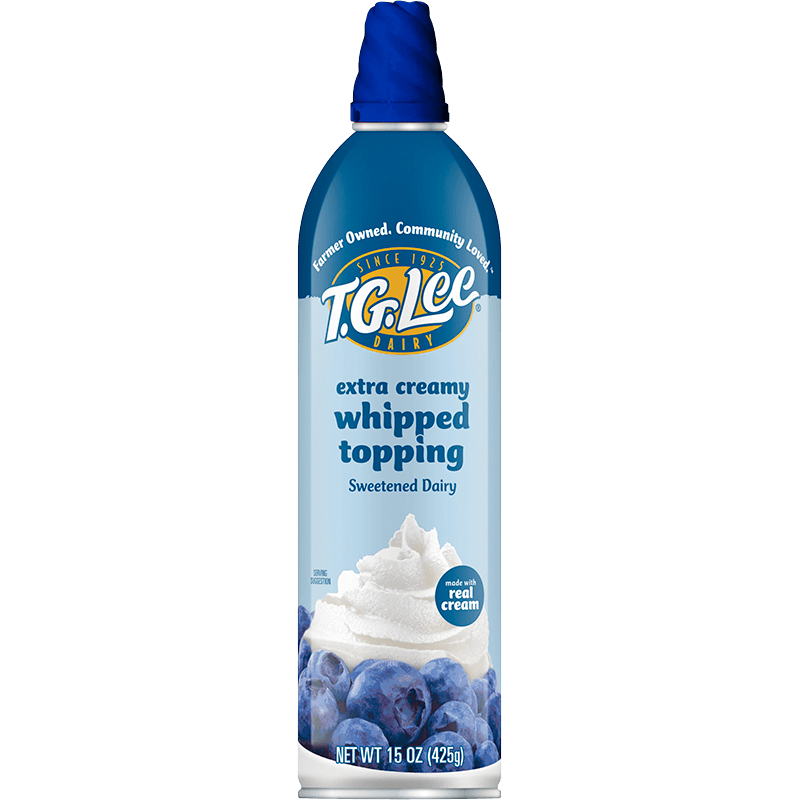 Farmer Owned. Community Loved.™
SINCE 1925
T.G. Lee®
DAIRY
extra creamy
whipped
topping
Sweetened Dairy
SERVING
SUGGESTION
made with
real
cream
NET WT 15 OZ (425g)